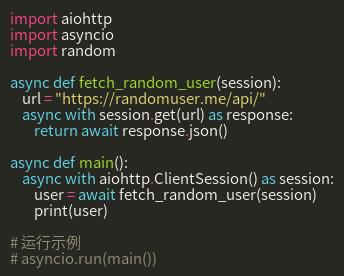 import aiohttp
import asyncio
import random

async def fetch_random_user(session):
    url = "https://randomuser.me/api/"
    async with session.get(url) as response:
        return await response.json()

async def main():
    async with aiohttp.ClientSession() as session:
        user = await fetch_random_user(session)
        print(user)

# 运行示例
# asyncio.run(main())